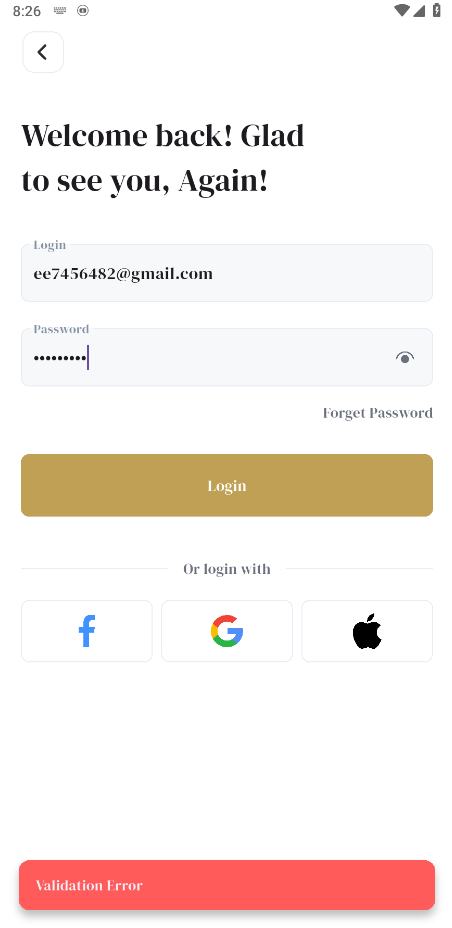 8:26
Welcome back! Glad
to see you, Again!
Login
ee7456482@gmail.com
Password
•••••••••
Forget Password
Login
Or login with
Validation Error